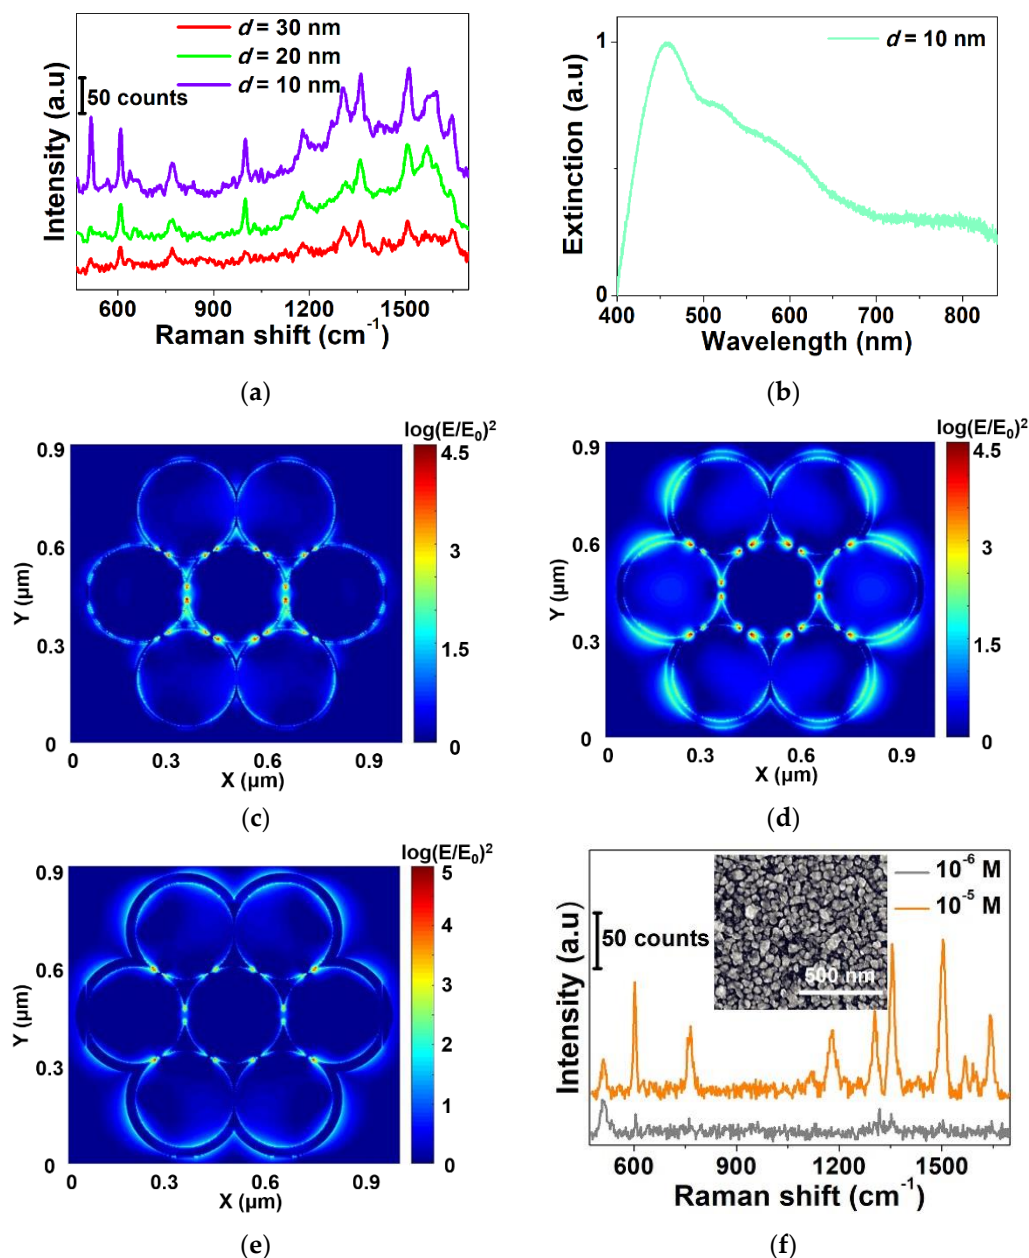 d = 30 nm
d = 20 nm
d = 10 nm
50 counts
Intensity (a.u)
600 900 1200 1500
Raman shift (cm⁻¹)
(a)
d = 10 nm
1
0
Extinction (a.u)
400 500 600 700 800
Wavelength (nm)
(b)
log(E/E₀)²
0.9
0.6
0.3
0
Y (μm)
0 0.3 0.6 0.9
X (μm)
4.5
3
1.5
0
(c)
log(E/E₀)²
0.9
0.6
0.3
0
Y (μm)
0 0.3 0.6 0.9
X (μm)
4.5
3
1.5
0
(d)
log(E/E₀)²
0.9
0.6
0.3
0
Y (μm)
0 0.3 0.6 0.9
X (μm)
5
4
3
2
1
0
(e)
10⁻⁶ M
10⁻⁵ M
50 counts
500 nm
Intensity (a.u)
600 900 1200 1500
Raman shift (cm⁻¹)
(f)